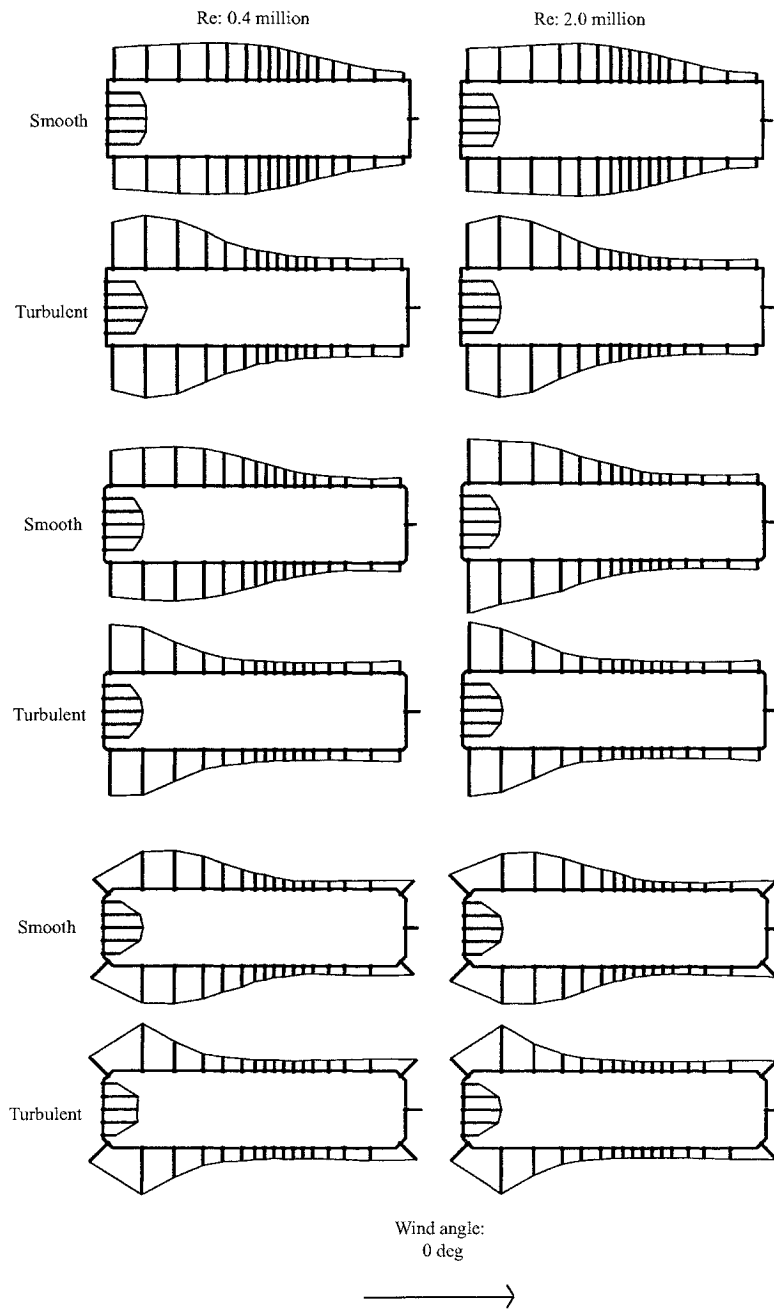 Re: 0.4 million
Re: 2.0 million
Smooth
Turbulent
Smooth
Turbulent
Smooth
Turbulent
Wind angle:
0 deg